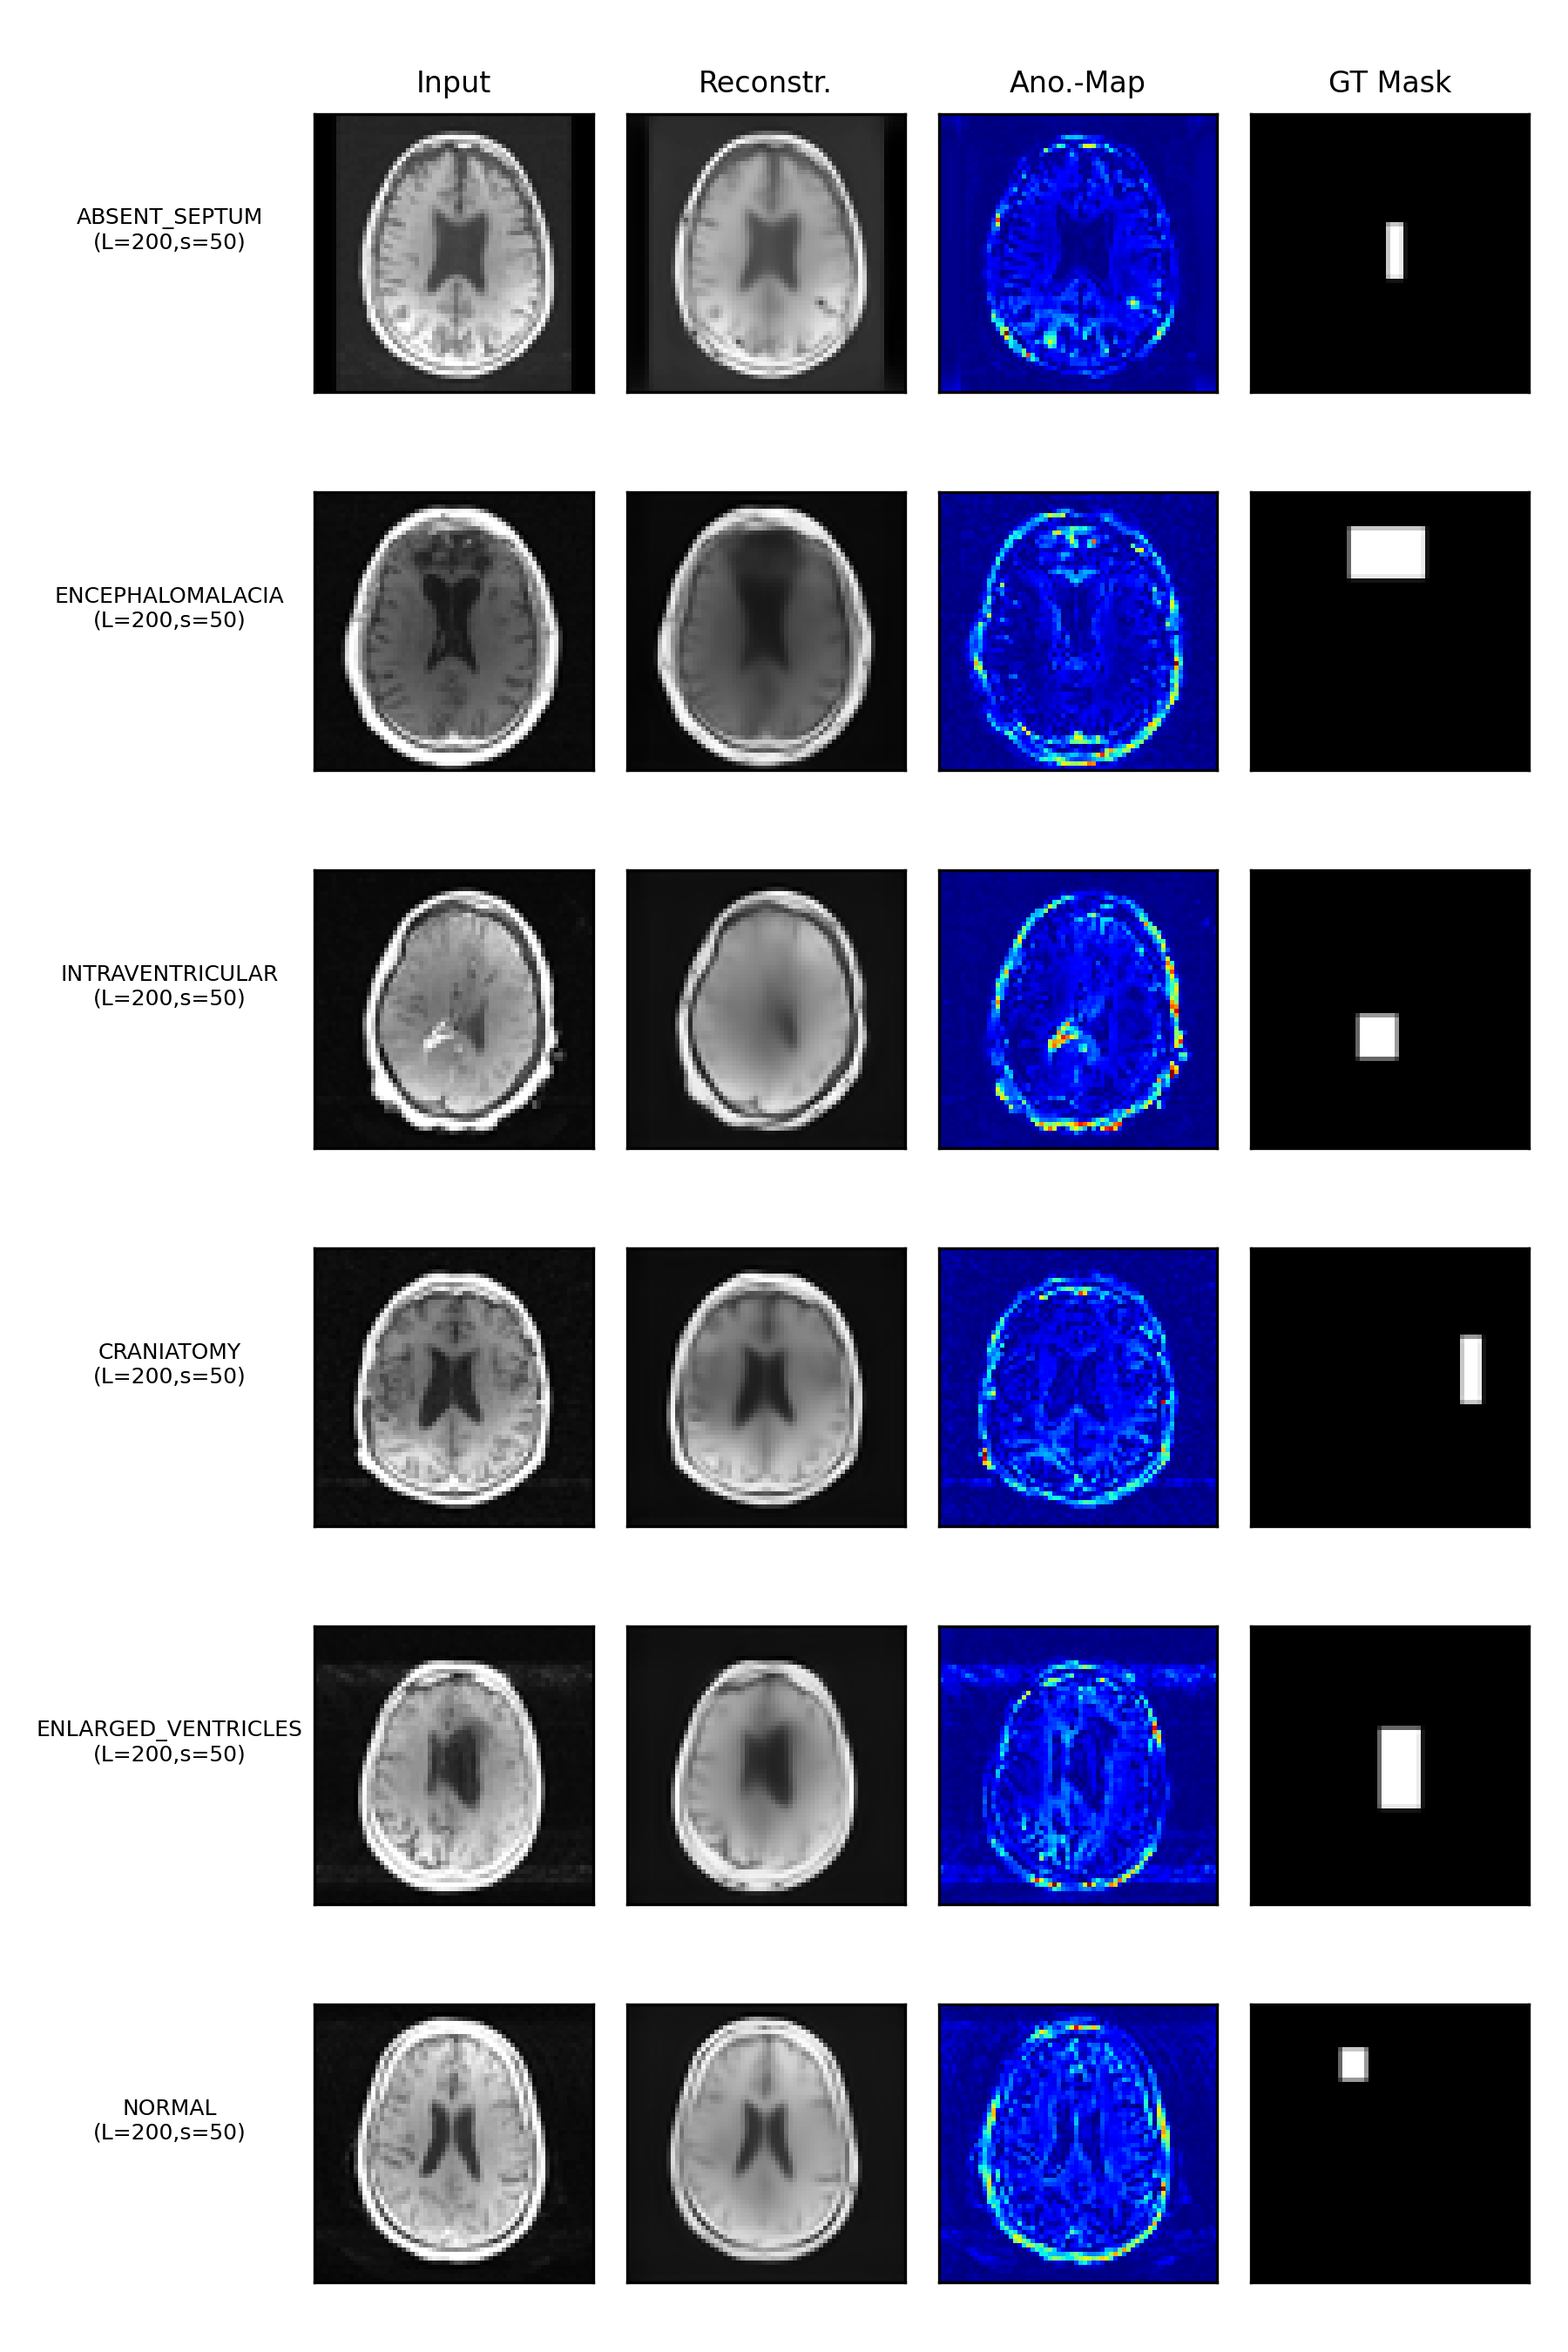 Input Reconstr. Ano.-Map GT Mask
ABSENT_SEPTUM
(L=200,s=50)
ENCEPHALOMALACIA
(L=200,s=50)
INTRAVENTRICULAR
(L=200,s=50)
CRANIATOMY
(L=200,s=50)
ENLARGED_VENTRICLES
(L=200,s=50)
NORMAL
(L=200,s=50)